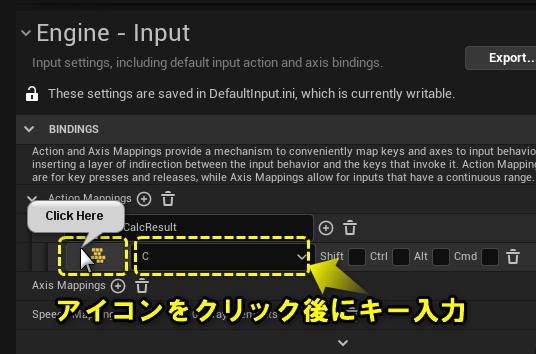 Engine - Input
Input settings, including default input action and axis bindings.
Export...
These settings are saved in DefaultInput.ini, which is currently writable.
BINDINGS
Action and Axis Mappings provide a mechanism to conveniently map keys and axes to input behavio
inserting a layer of indirection between the input behavior and the keys that invoke it. Action Mapping
are for key presses and releases, while Axis Mappings allow for inputs that have a continuous range.
Action Mappings
Click Here
CalcResult
C
Shift
Ctrl
Alt
Cmd
Axis Mappings
アイコンをクリック後にキー入力